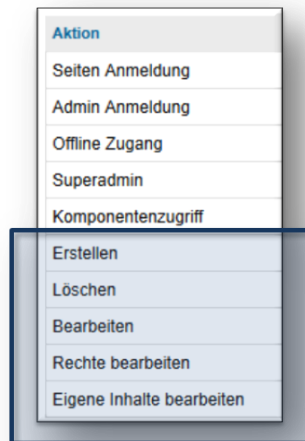 Aktion
Seiten Anmeldung
Admin Anmeldung
Offline Zugang
Superadmin
Komponentenzugriff
Erstellen
Löschen
Bearbeiten
Rechte bearbeiten
Eigene Inhalte bearbeiten